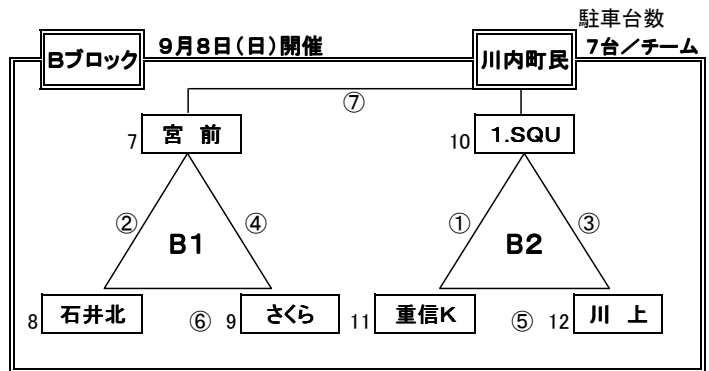 駐車台数
Bブロック 9月8日(日)開催 川内町民 7台/チーム
⑦
7 宮 前 10 1.SQU
② ④ ① ③
B1 B2
8 石井北 ⑥ 9 さくら 11 重信K ⑤ 12 川 上